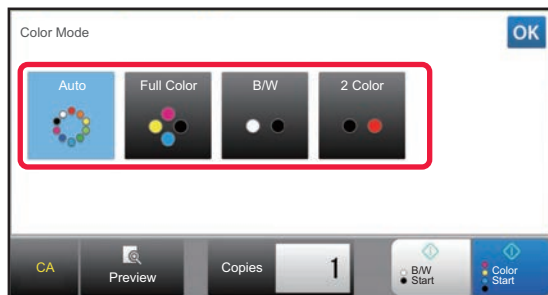 Color Mode
OK
Auto
Full Color
B/W
2 Color
CA
Preview
Copies
1
B/W
Start
Color
Start